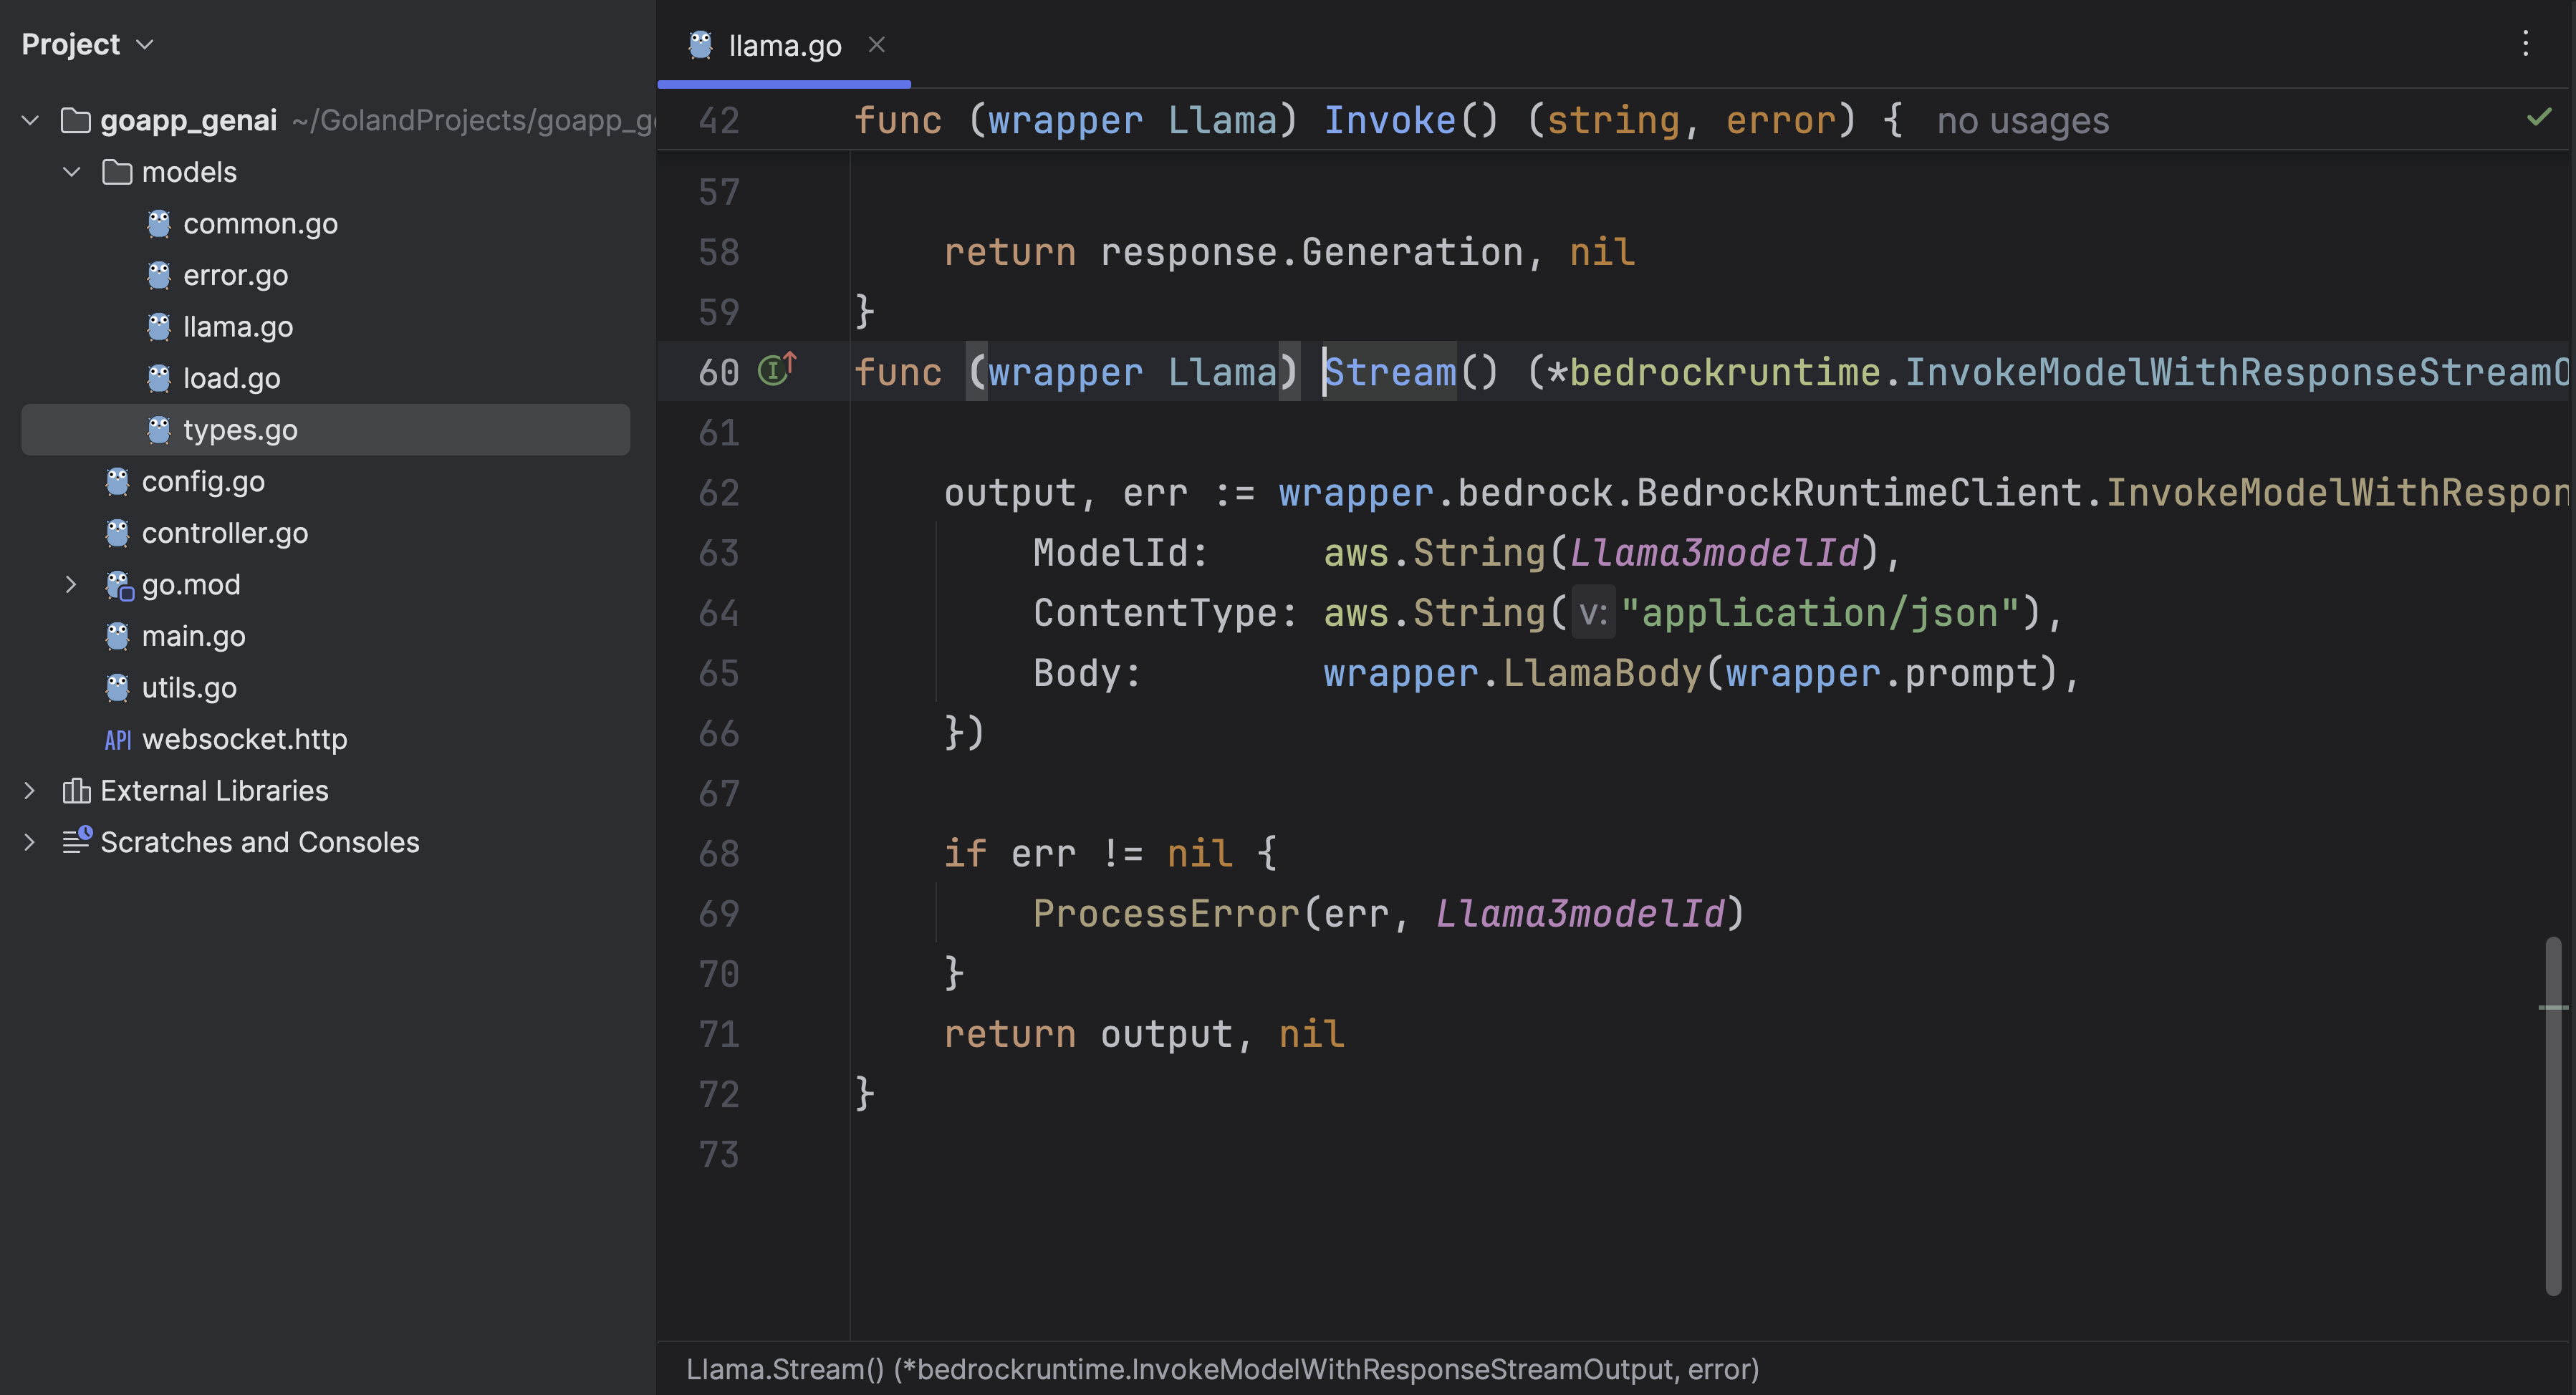 Project
goapp_genai ~/GolandProjects/goapp_g
models
common.go
error.go
llama.go
load.go
types.go
config.go
controller.go
go.mod
main.go
utils.go
API websocket.http
External Libraries
Scratches and Consoles
llama.go
42 func (wrapper Llama) Invoke() (string, error) { no usages
57
58 return response.Generation, nil
59 }
60 func (wrapper Llama) Stream() (*bedrockruntime.InvokeModelWithResponseStreamO
61
62 output, err := wrapper.bedrock.BedrockRuntimeClient.InvokeModelWithRespon
63 ModelId: aws.String(Llama3modelId),
64 ContentType: aws.String( v: "application/json"),
65 Body: wrapper.LlamaBody(wrapper.prompt),
66 })
67
68 if err != nil {
69 ProcessError(err, Llama3modelId)
70 }
71 return output, nil
72 }
73
Llama.Stream() (*bedrockruntime.InvokeModelWithResponseStreamOutput, error)